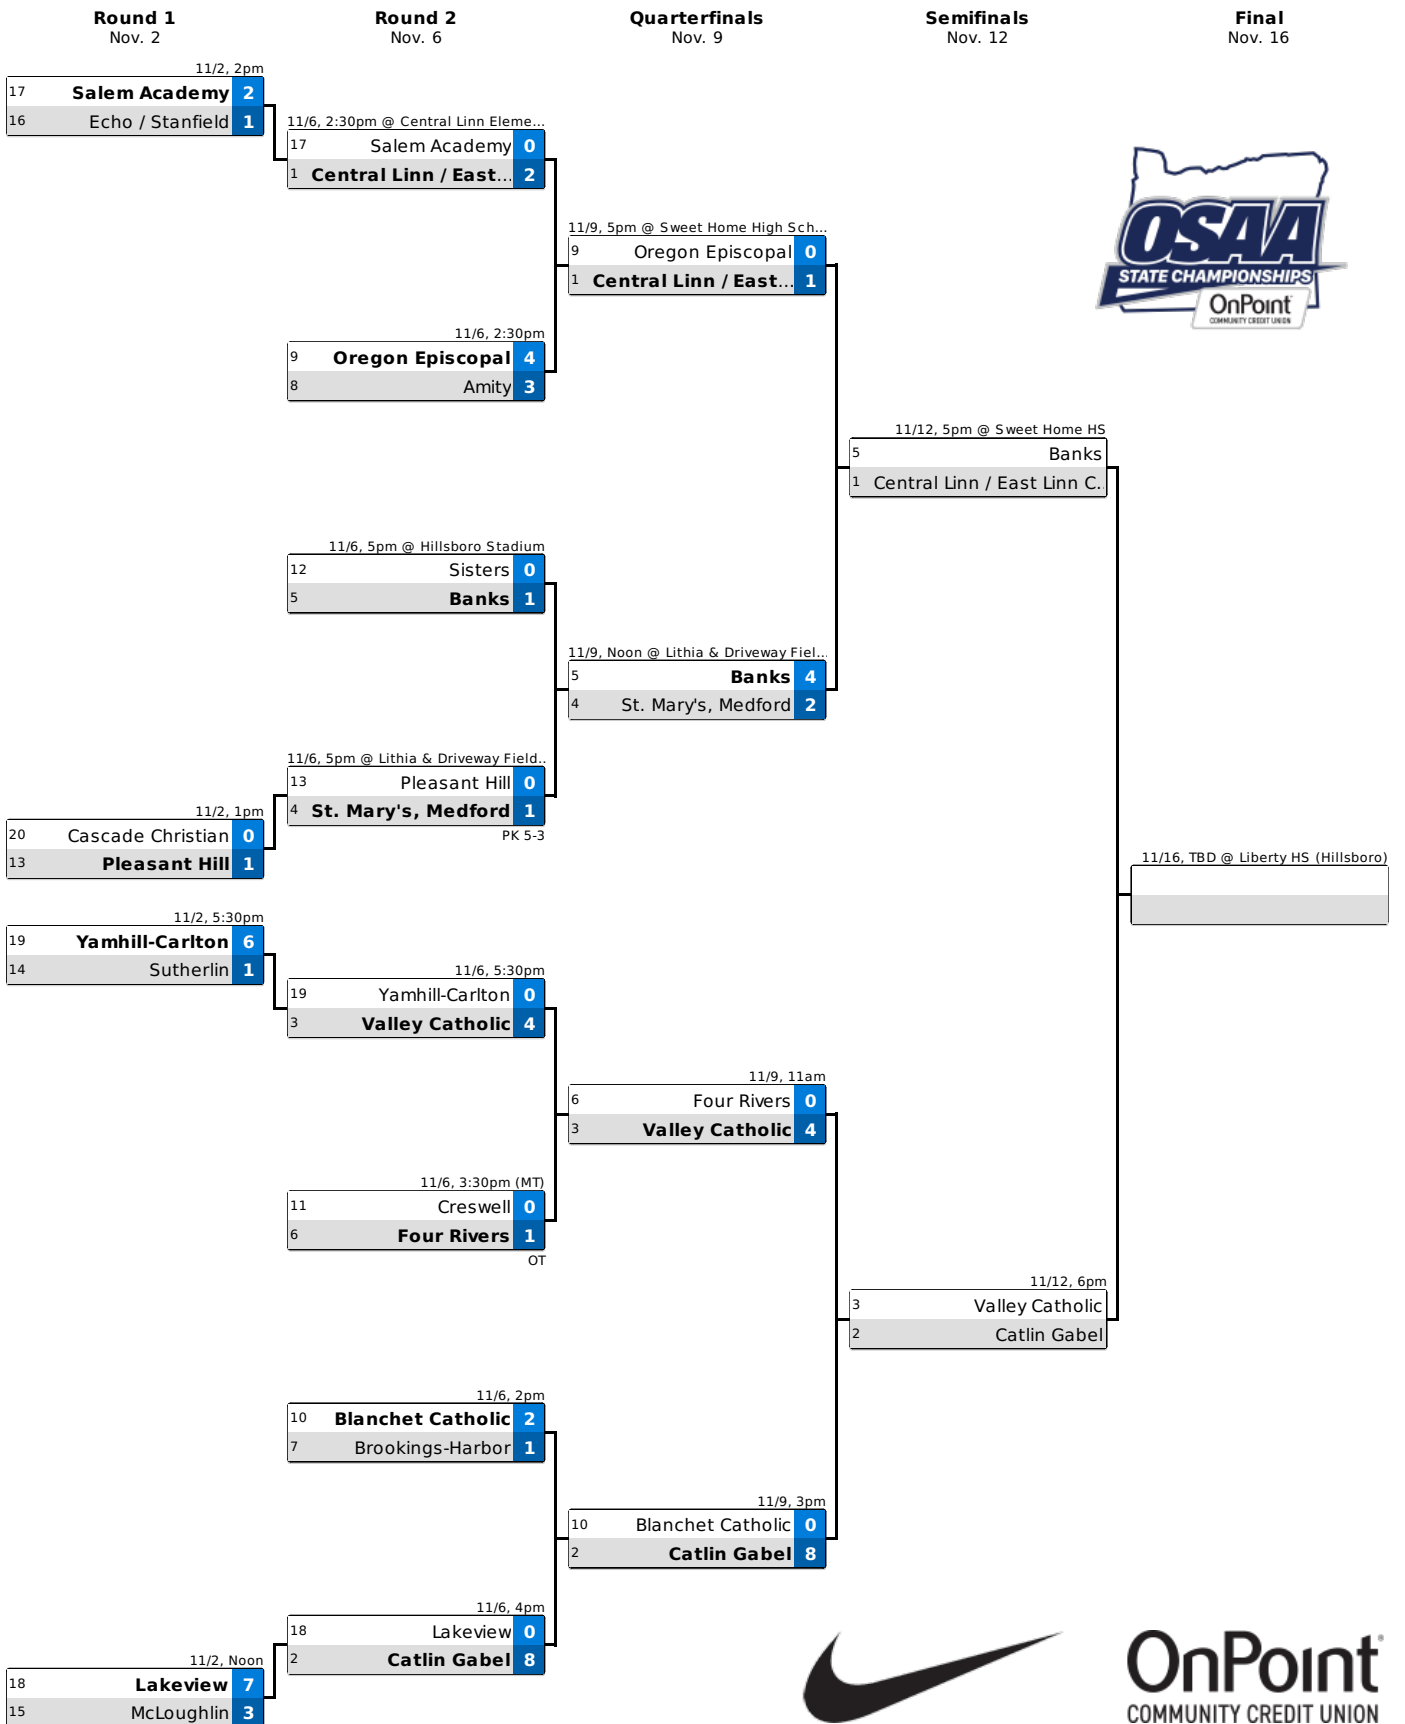 Round 1
Nov. 2
Round 2
Nov. 6
Quarterfinals
Nov. 9
Semifinals
Nov. 12
Final
Nov. 16
11/2, 2pm
17 Salem Academy 2
16 Echo / Stanfield 1
11/6, 2:30pm @ Central Linn Eleme...
17 Salem Academy 0
1 Central Linn / East... 2
11/9, 5pm @ Sweet Home High Sch...
9 Oregon Episcopal 0
1 Central Linn / East... 1
OSAA
STATE CHAMPIONSHIPS
OnPoint
COMMUNITY CREDIT UNION
11/6, 2:30pm
9 Oregon Episcopal 4
8 Amity 3
11/12, 5pm @ Sweet Home HS
5 Banks
1 Central Linn / East Linn C.
11/6, 5pm @ Hillsboro Stadium
12 Sisters 0
5 Banks 1
11/9, Noon @ Lithia & Driveway Fiel...
5 Banks 4
4 St. Mary's, Medford 2
11/6, 5pm @ Lithia & Driveway Field..
13 Pleasant Hill 0
4 St. Mary's, Medford 1
PK 5-3
11/2, 1pm
20 Cascade Christian 0
13 Pleasant Hill 1
11/16, TBD @ Liberty HS (Hillsboro)
11/2, 5:30pm
19 Yamhill-Carlton 6
14 Sutherlin 1
11/6, 5:30pm
19 Yamhill-Carlton 0
3 Valley Catholic 4
11/9, 11am
6 Four Rivers 0
3 Valley Catholic 4
11/6, 3:30pm (MT)
11 Creswell 0
6 Four Rivers 1
OT
11/12, 6pm
3 Valley Catholic
2 Catlin Gabel
11/6, 2pm
10 Blanchet Catholic 2
7 Brookings-Harbor 1
11/9, 3pm
10 Blanchet Catholic 0
2 Catlin Gabel 8
11/6, 4pm
18 Lakeview 0
2 Catlin Gabel 8
11/2, Noon
18 Lakeview 7
15 McLoughlin 3
OnPoint®
COMMUNITY CREDIT UNION